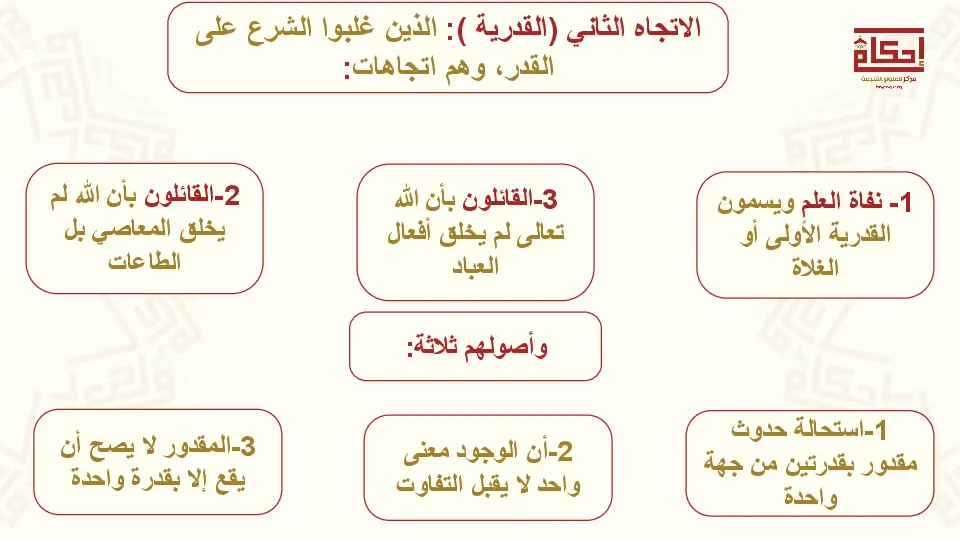 الاتجاه الثاني (القدرية ): الذين غلبوا الشرع على
القدر، وهم اتجاهات:
إحكام
مركز للعلوم الشرعية
1- نفاة العلم ويسمون
القدرية الأولى أو
الغلاة
3-القائلون بأن الله
تعالى لم يخلق أفعال
العباد
2-القائلون بأن الله لم
يخلق المعاصي بل
الطاعات
وأصولهم ثلاثة:
1-استحالة حدوث
مقدور بقدرتين من جهة
واحدة
2-أن الوجود معنى
واحد لا يقبل التفاوت
3-المقدور لا يصح أن
يقع إلا بقدرة واحدة